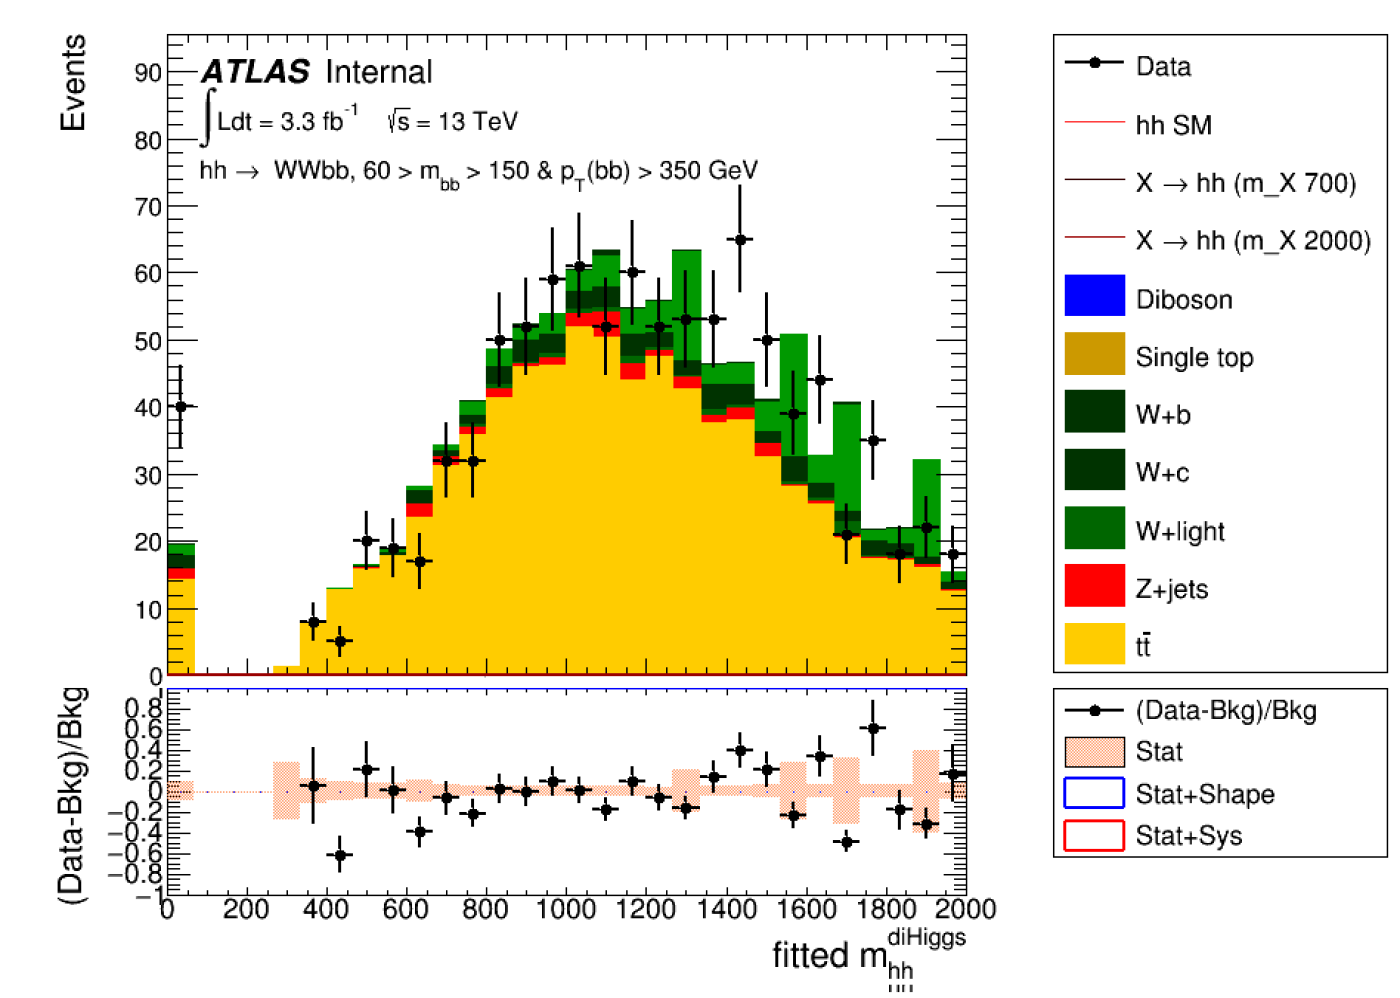 Events
ATLAS Internal
∫Ldt = 3.3 fb⁻¹ √s = 13 TeV
hh → WWbb, 60 > m_bb > 150 & p_T(bb) > 350 GeV
90
80
70
60
50
40
30
20
10
0
Data
hh SM
X → hh (m_X 700)
X → hh (m_X 2000)
Diboson
Single top
W+b
W+c
W+light
Z+jets
tt̄
(Data-Bkg)/Bkg
0.8
0.6
0.4
0.2
0
−0.2
−0.4
−0.6
−0.8
−1
0 200 400 600 800 1000 1200 1400 1600 1800 2000
fitted m_hh^diHiggs
(Data-Bkg)/Bkg
Stat
Stat+Shape
Stat+Sys